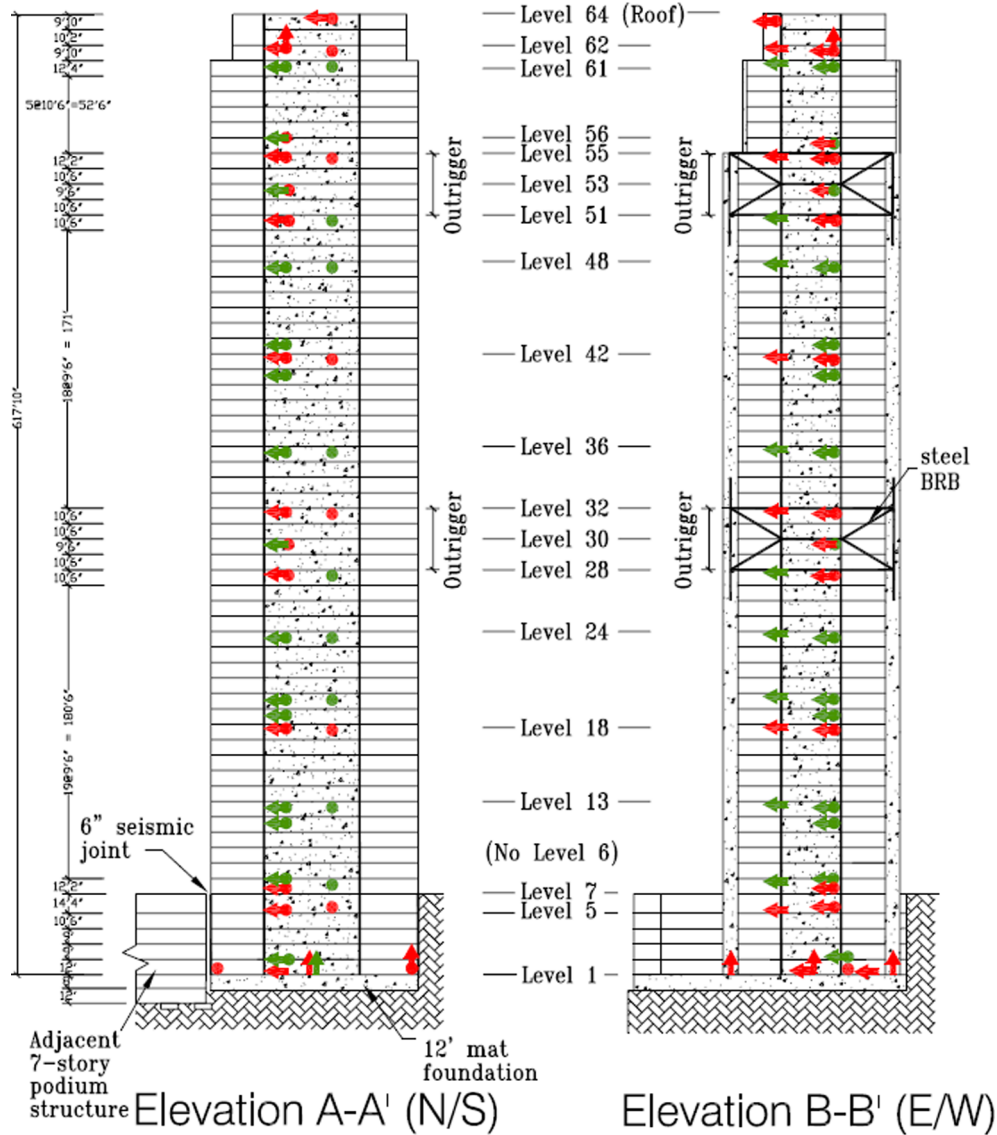 9'10"
10'2"
9'10"
12'4"
5@10'6"=52'6"
12'2"
10'6"
9'6"
10'6"
10'6"
18@9'6" = 171'
617'10"
10'6"
10'6"
9'6"
10'6"
10'6"
19@9'6" = 180'6"
12'2"
14'4"
10'6"
12'
Level 64 (Roof)
Level 62
Level 61
Level 56
Level 55
Level 53
Level 51
Level 48
Level 42
Level 36
Level 32
Level 30
Level 28
Level 24
Level 18
Level 13
(No Level 6)
Level 7
Level 5
Level 1
Outrigger
Outrigger
Outrigger
Outrigger
steel
BRB
6" seismic
joint
Adjacent
7-story
podium
structure
12' mat
foundation
Elevation A-A' (N/S)
Elevation B-B' (E/W)